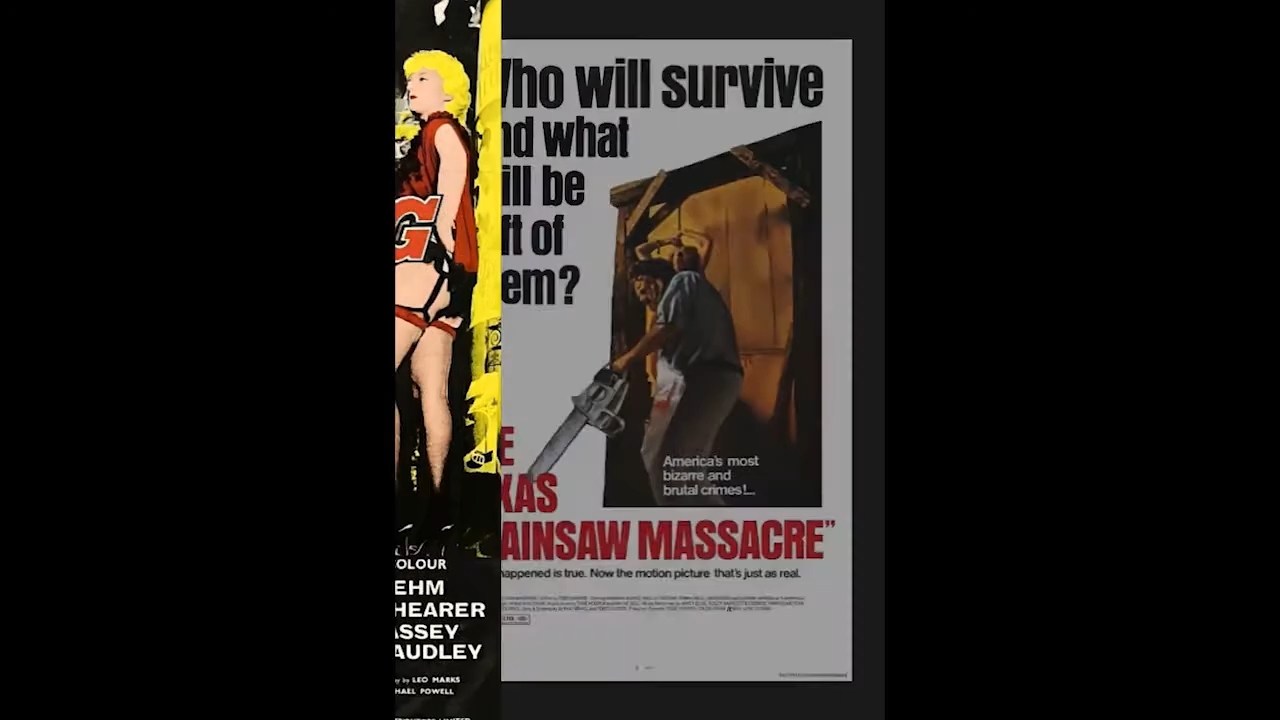 Who will survive
nd what
ill be
ft of
em?
G
America's most
bizarre and
brutal crimes!...
E
XAS
AINSAW MASSACRE"
appened is true. Now the motion picture that's just as real.
OLOUR
EHM
HEARER
ASSEY
AUDLEY
by LEO MARKS
HAEL POWELL